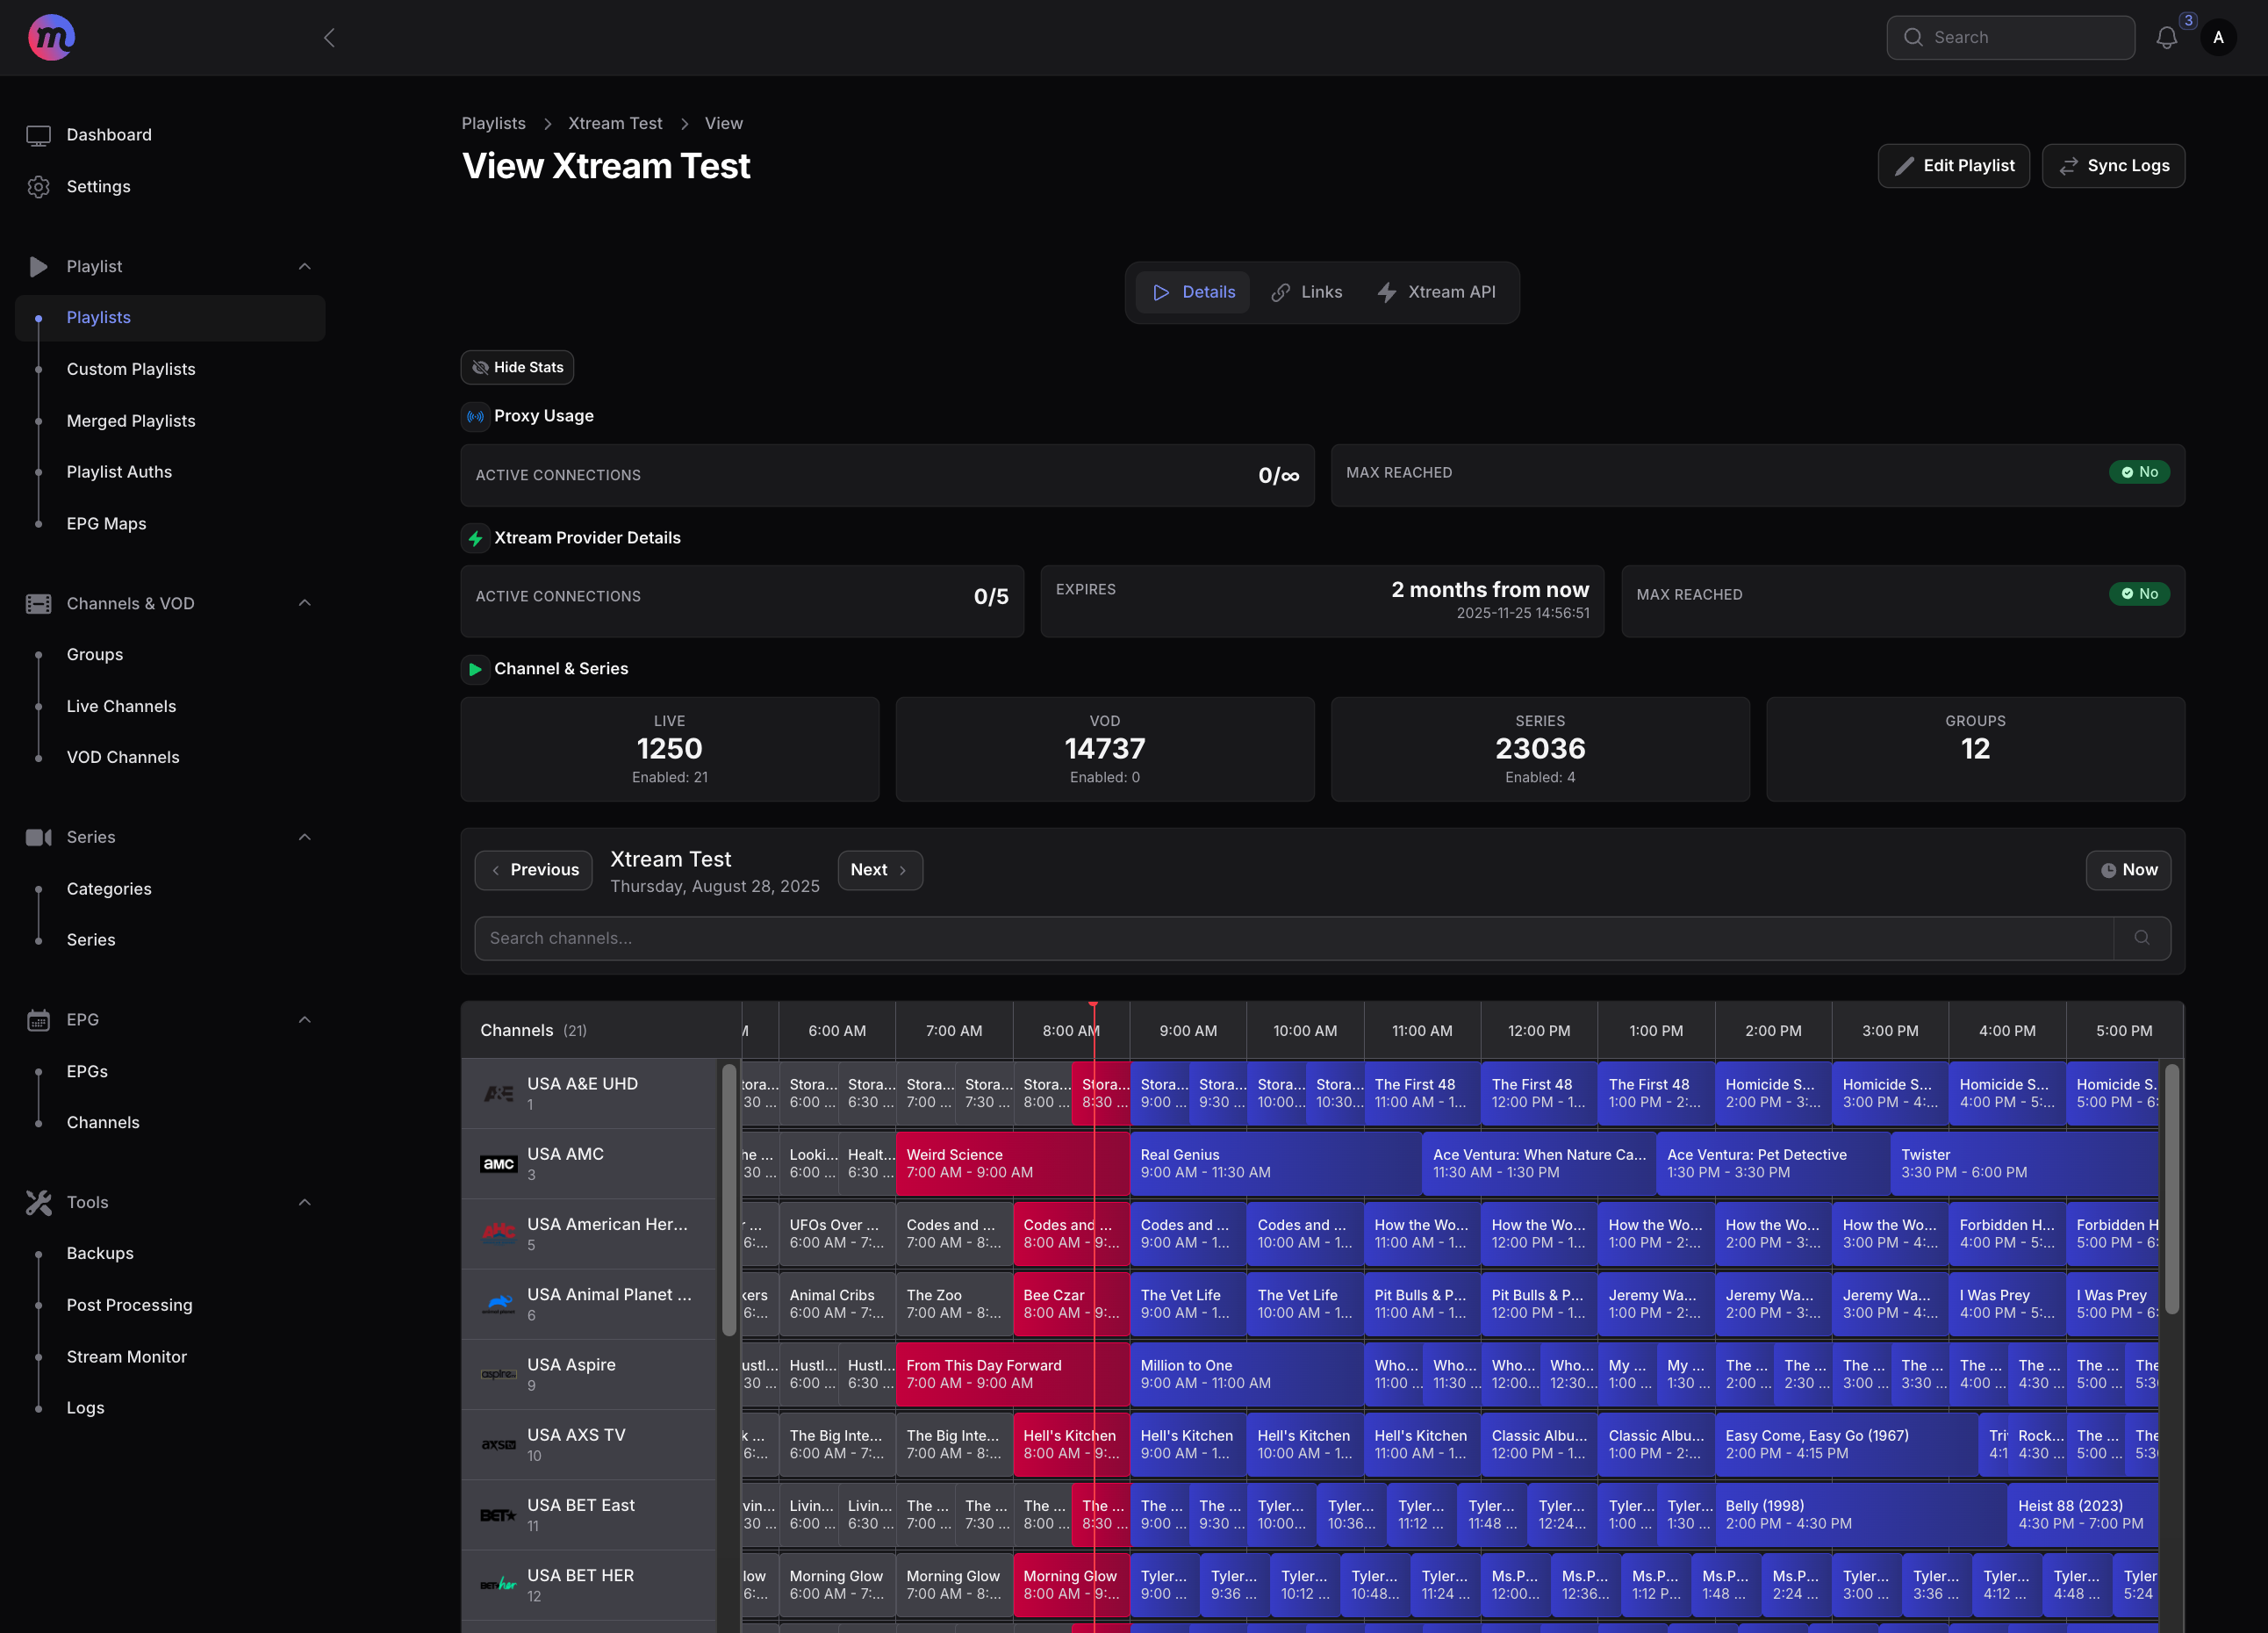 m
Search
3
A
Dashboard
Settings
Playlist
Playlists
Custom Playlists
Merged Playlists
Playlist Auths
EPG Maps
Channels & VOD
Groups
Live Channels
VOD Channels
Series
Categories
Series
EPG
EPGs
Channels
Tools
Backups
Post Processing
Stream Monitor
Logs
Playlists > Xtream Test > View
View Xtream Test
Edit Playlist
Sync Logs
Details
Links
Xtream API
Hide Stats
Proxy Usage
ACTIVE CONNECTIONS 0/∞
MAX REACHED No
Xtream Provider Details
ACTIVE CONNECTIONS 0/5
EXPIRES 2 months from now
2025-11-25 14:56:51
MAX REACHED No
Channel & Series
LIVE
1250
Enabled: 21
VOD
14737
Enabled: 0
SERIES
23036
Enabled: 4
GROUPS
12
Previous
Xtream Test
Thursday, August 28, 2025
Next
Now
Search channels...
Channels (21)
M 6:00 AM 7:00 AM 8:00 AM 9:00 AM 10:00 AM 11:00 AM 12:00 PM 1:00 PM 2:00 PM 3:00 PM 4:00 PM 5:00 PM
A&E USA A&E UHD
1
tora... Stora... Stora... Stora... Stora... Stora... Stora... Stora... Stora... Stora... Stora... The First 48 The First 48 The First 48 Homicide S... Homicide S... Homicide S... Homicide S.
30 ... 6:00 ... 6:30 ... 7:00 ... 7:30 ... 8:00 ... 8:30 ... 9:00 ... 9:30 ... 10:00... 10:30... 11:00 AM - 1... 12:00 PM - 1... 1:00 PM - 2:... 2:00 PM - 3:... 3:00 PM - 4:... 4:00 PM - 5:... 5:00 PM - 6:
AMC USA AMC
3
he ... Looki... Healt... Weird Science Real Genius Ace Ventura: When Nature Ca... Ace Ventura: Pet Detective Twister
30 ... 6:00 ... 6:30 ... 7:00 AM - 9:00 AM 9:00 AM - 11:30 AM 11:30 AM - 1:30 PM 1:30 PM - 3:30 PM 3:30 PM - 6:00 PM
AHC USA American Her...
5
r ... UFOs Over ... Codes and ... Codes and ... Codes and ... Codes and ... How the Wo... How the Wo... How the Wo... How the Wo... How the Wo... Forbidden H... Forbidden H
6:... 6:00 AM - 7:... 7:00 AM - 8:... 8:00 AM - 9:... 9:00 AM - 1... 10:00 AM - 1... 11:00 AM - 1... 12:00 PM - 1... 1:00 PM - 2:... 2:00 PM - 3:... 3:00 PM - 4:... 4:00 PM - 5:... 5:00 PM - 6:
USA Animal Planet ...
6
kers Animal Cribs The Zoo Bee Czar The Vet Life The Vet Life Pit Bulls & P... Pit Bulls & P... Jeremy Wa... Jeremy Wa... Jeremy Wa... I Was Prey I Was Prey
6:... 6:00 AM - 7:... 7:00 AM - 8:... 8:00 AM - 9:... 9:00 AM - 1... 10:00 AM - 1... 11:00 AM - 1... 12:00 PM - 1... 1:00 PM - 2:... 2:00 PM - 3:... 3:00 PM - 4:... 4:00 PM - 5:... 5:00 PM - 6:
aspire USA Aspire
9
ustl... Hustl... Hustl... From This Day Forward Million to One Who... Who... Who... Who... My ... My ... The ... The ... The ... The ... The ... The ... The ... The
30 ... 6:00 ... 6:30 ... 7:00 AM - 9:00 AM 9:00 AM - 11:00 AM 11:00 ... 11:30 ... 12:00... 12:30... 1:00 ... 1:30 ... 2:00 ... 2:30 ... 3:00 ... 3:30 ... 4:00 ... 4:30 ... 5:00 ... 5:30
axstv USA AXS TV
10
k ... The Big Inte... The Big Inte... Hell's Kitchen Hell's Kitchen Hell's Kitchen Hell's Kitchen Classic Albu... Classic Albu... Easy Come, Easy Go (1967) Tri Rock... The ... The
6:... 6:00 AM - 7:... 7:00 AM - 8:... 8:00 AM - 9:... 9:00 AM - 1... 10:00 AM - 1... 11:00 AM - 1... 12:00 PM - 1... 1:00 PM - 2:... 2:00 PM - 4:15 PM 4:1 4:30 ... 5:00 ... 5:30
BET USA BET East
11
vin... Livin... Livin... The ... The ... The ... The ... The ... The ... Tyler... Tyler... Tyler... Tyler... Tyler... Tyler... Tyler... Belly (1998) Heist 88 (2023)
30 ... 6:00 ... 6:30 ... 7:00 ... 7:30 ... 8:00 ... 8:30 ... 9:00 ... 9:30 ... 10:00... 10:36... 11:12 ... 11:48 ... 12:24... 1:00 ... 1:30 ... 2:00 PM - 4:30 PM 4:30 PM - 7:00 PM
BET her USA BET HER
12
low Morning Glow Morning Glow Morning Glow Tyler... Tyler... Tyler... Tyler... Tyler... Ms.P... Ms.P... Ms.P... Ms.P... Ms.P... Tyler... Tyler... Tyler... Tyler... Tyler
6:... 6:00 AM - 7:... 7:00 AM - 8:... 8:00 AM - 9:... 9:00 ... 9:36 ... 10:12 ... 10:48... 11:24 ... 12:00... 12:36... 1:12 P... 1:48 ... 2:24 ... 3:00 ... 3:36 ... 4:12 ... 4:48 ... 5:24